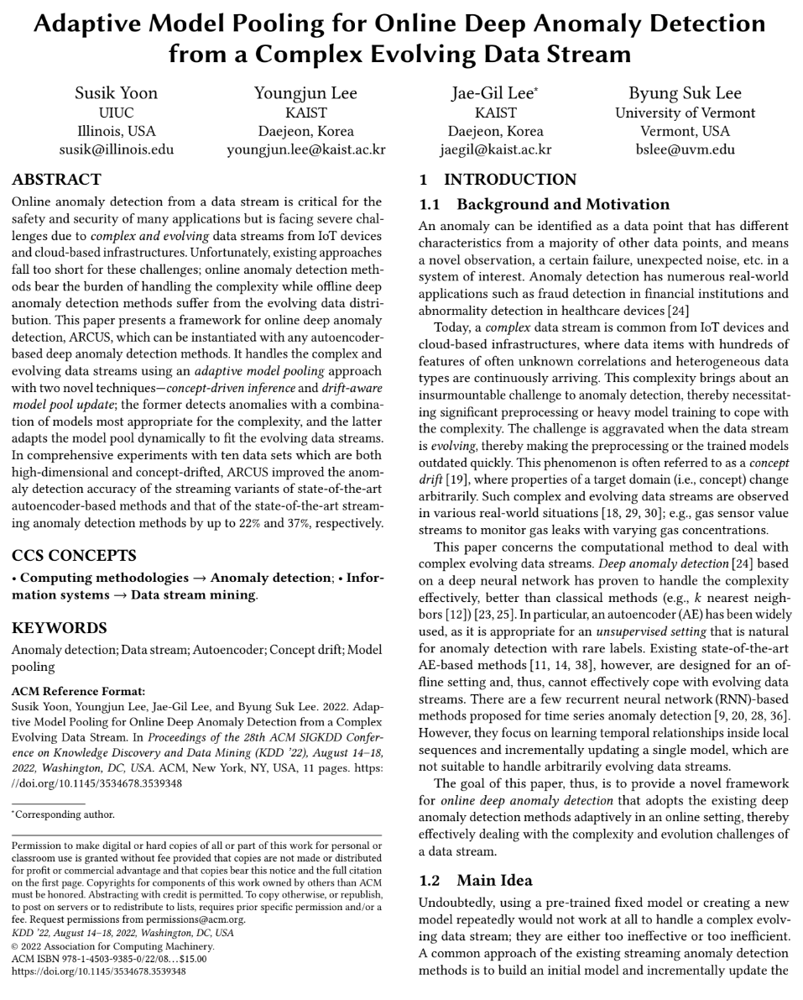 Adaptive Model Pooling for Online Deep Anomaly Detection
from a Complex Evolving Data Stream
Susik Yoon
UIUC
Illinois, USA
susik@illinois.edu
Youngjun Lee
KAIST
Daejeon, Korea
youngjun.lee@kaist.ac.kr
Jae-Gil Lee*
KAIST
Daejeon, Korea
jaegil@kaist.ac.kr
Byung Suk Lee
University of Vermont
Vermont, USA
bslee@uvm.edu
ABSTRACT
Online anomaly detection from a data stream is critical for the
safety and security of many applications but is facing severe chal-
lenges due to complex and evolving data streams from IoT devices
and cloud-based infrastructures. Unfortunately, existing approaches
fall too short for these challenges; online anomaly detection meth-
ods bear the burden of handling the complexity while offline deep
anomaly detection methods suffer from the evolving data distri-
bution. This paper presents a framework for online deep anomaly
detection, ARCUS, which can be instantiated with any autoencoder-
based deep anomaly detection methods. It handles the complex and
evolving data streams using an adaptive model pooling approach
with two novel techniques—concept-driven inference and drift-aware
model pool update; the former detects anomalies with a combina-
tion of models most appropriate for the complexity, and the latter
adapts the model pool dynamically to fit the evolving data streams.
In comprehensive experiments with ten data sets which are both
high-dimensional and concept-drifted, ARCUS improved the anom-
aly detection accuracy of the streaming variants of state-of-the-art
autoencoder-based methods and that of the state-of-the-art stream-
ing anomaly detection methods by up to 22% and 37%, respectively.
CCS CONCEPTS
• Computing methodologies → Anomaly detection; • Infor-
mation systems → Data stream mining.
KEYWORDS
Anomaly detection; Data stream; Autoencoder; Concept drift; Model
pooling
ACM Reference Format:
Susik Yoon, Youngjun Lee, Jae-Gil Lee, and Byung Suk Lee. 2022. Adap-
tive Model Pooling for Online Deep Anomaly Detection from a Complex
Evolving Data Stream. In Proceedings of the 28th ACM SIGKDD Confer-
ence on Knowledge Discovery and Data Mining (KDD ’22), August 14–18,
2022, Washington, DC, USA. ACM, New York, NY, USA, 11 pages. https:
//doi.org/10.1145/3534678.3539348
*Corresponding author.
Permission to make digital or hard copies of all or part of this work for personal or
classroom use is granted without fee provided that copies are not made or distributed
for profit or commercial advantage and that copies bear this notice and the full citation
on the first page. Copyrights for components of this work owned by others than ACM
must be honored. Abstracting with credit is permitted. To copy otherwise, or republish,
to post on servers or to redistribute to lists, requires prior specific permission and/or a
fee. Request permissions from permissions@acm.org.
KDD ’22, August 14–18, 2022, Washington, DC, USA
© 2022 Association for Computing Machinery.
ACM ISBN 978-1-4503-9385-0/22/08...$15.00
https://doi.org/10.1145/3534678.3539348
1 INTRODUCTION
1.1 Background and Motivation
An anomaly can be identified as a data point that has different
characteristics from a majority of other data points, and means
a novel observation, a certain failure, unexpected noise, etc. in a
system of interest. Anomaly detection has numerous real-world
applications such as fraud detection in financial institutions and
abnormality detection in healthcare devices [24]
Today, a complex data stream is common from IoT devices and
cloud-based infrastructures, where data items with hundreds of
features of often unknown correlations and heterogeneous data
types are continuously arriving. This complexity brings about an
insurmountable challenge to anomaly detection, thereby necessitat-
ing significant preprocessing or heavy model training to cope with
the complexity. The challenge is aggravated when the data stream
is evolving, thereby making the preprocessing or the trained models
outdated quickly. This phenomenon is often referred to as a concept
drift [19], where properties of a target domain (i.e., concept) change
arbitrarily. Such complex and evolving data streams are observed
in various real-world situations [18, 29, 30]; e.g., gas sensor value
streams to monitor gas leaks with varying gas concentrations.
This paper concerns the computational method to deal with
complex evolving data streams. Deep anomaly detection [24] based
on a deep neural network has proven to handle the complexity
effectively, better than classical methods (e.g., k nearest neigh-
bors [12]) [23, 25]. In particular, an autoencoder (AE) has been widely
used, as it is appropriate for an unsupervised setting that is natural
for anomaly detection with rare labels. Existing state-of-the-art
AE-based methods [11, 14, 38], however, are designed for an of-
fline setting and, thus, cannot effectively cope with evolving data
streams. There are a few recurrent neural network (RNN)-based
methods proposed for time series anomaly detection [9, 20, 28, 36].
However, they focus on learning temporal relationships inside local
sequences and incrementally updating a single model, which are
not suitable to handle arbitrarily evolving data streams.
The goal of this paper, thus, is to provide a novel framework
for online deep anomaly detection that adopts the existing deep
anomaly detection methods adaptively in an online setting, thereby
effectively dealing with the complexity and evolution challenges of
a data stream.
1.2 Main Idea
Undoubtedly, using a pre-trained fixed model or creating a new
model repeatedly would not work at all to handle a complex evolv-
ing data stream; they are either too ineffective or too inefficient.
A common approach of the existing streaming anomaly detection
methods is to build an initial model and incrementally update the